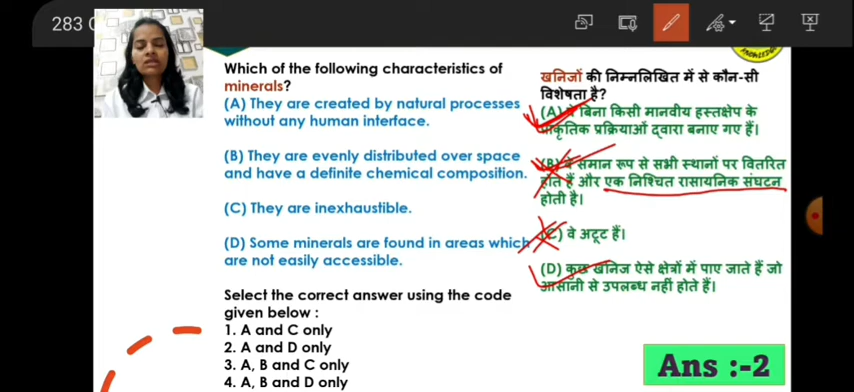 283
Which of the following characteristics of
minerals?
(A) They are created by natural processes
without any human interface.
(B) They are evenly distributed over space
and have a definite chemical composition.
(C) They are inexhaustible.
(D) Some minerals are found in areas which
are not easily accessible.
Select the correct answer using the code
given below :
1. A and C only
2. A and D only
3. A, B and C only
4. A, B and D only
खनिजों की निम्नलिखित में से कौन-सी
विशेषता है?
(A) वे बिना किसी मानवीय हस्तक्षेप के
प्राकृतिक प्रक्रियाओं द्वारा बनाए गए हैं।
(B) वे समान रूप से सभी स्थानों पर वितरित
होते हैं और एक निश्चित रासायनिक संघटन
होती है।
(C) वे अटूट हैं।
(D) कुछ खनिज ऐसे क्षेत्रों में पाए जाते हैं जो
आसानी से उपलब्ध नहीं होते हैं।
Ans :-2